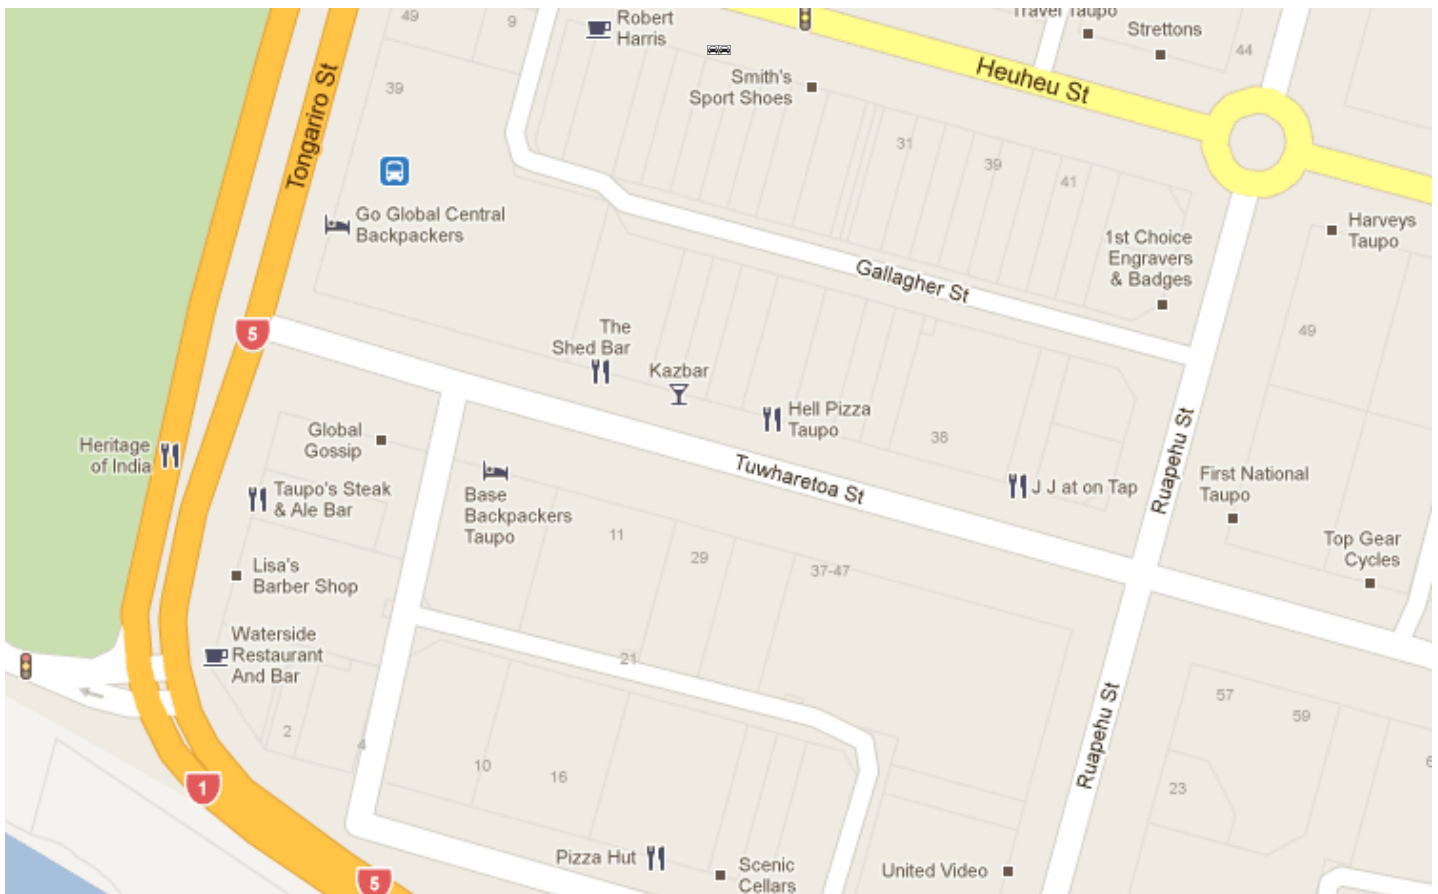 49
9
Robert
Harris
Travel Taupo
Strettons
44
Smith's
Sport Shoes
Heuheu St
39
Tongariro St
31
39
41
Go Global Central
Backpackers
Harveys
Taupo
1st Choice
Engravers
& Badges
Gallagher St
49
5
The
Shed Bar
Kazbar
Hell Pizza
Taupo
38
Global
Gossip
Heritage
of India
Taupo's Steak
& Ale Bar
Base
Backpackers
Taupo
Tuwharetoa St
J J at on Tap
Ruapehu St
First National
Taupo
Top Gear
Cycles
11
29
37-47
Lisa's
Barber Shop
Waterside
Restaurant
And Bar
21
2
4
10
16
57
59
Ruapehu St
23
1
5
Pizza Hut
Scenic
Cellars
United Video